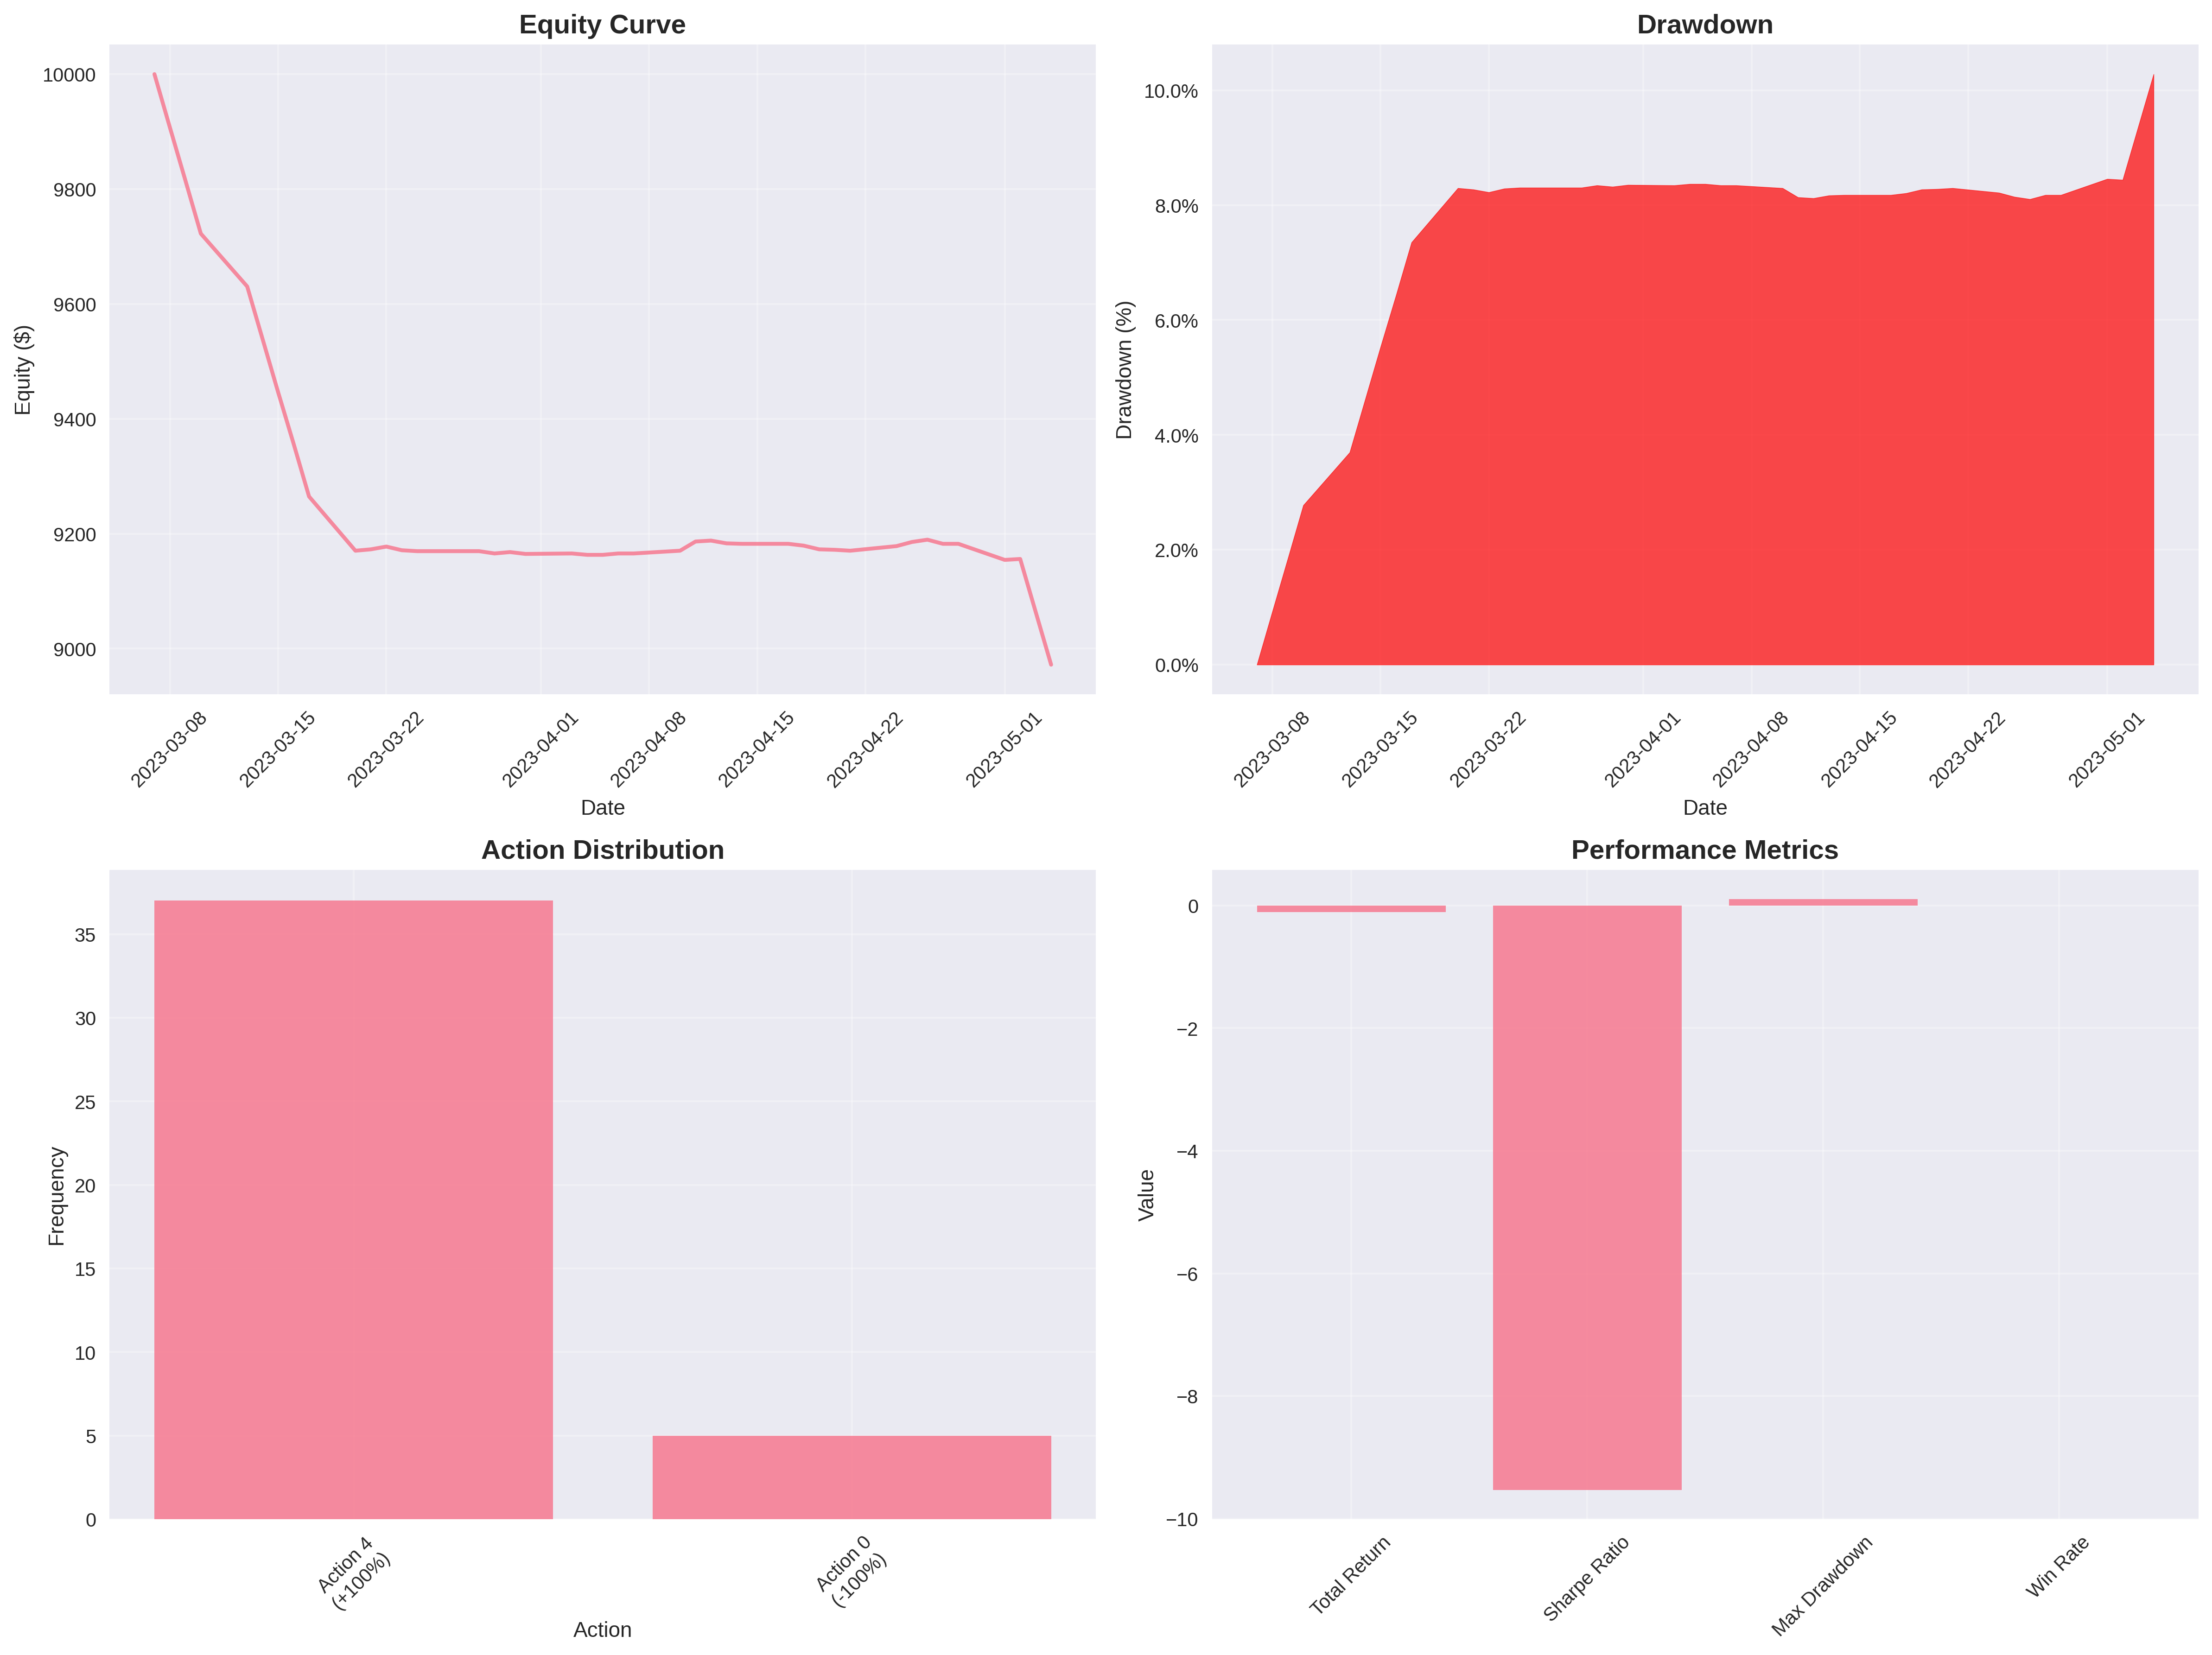 Equity Curve
10000
9800
9600
9400
9200
9000
Equity ($)
2023-03-08
2023-03-15
2023-03-22
2023-04-01
2023-04-08
2023-04-15
2023-04-22
2023-05-01
Date
Drawdown
10.0%
8.0%
6.0%
4.0%
2.0%
0.0%
Drawdown (%)
2023-03-08
2023-03-15
2023-03-22
2023-04-01
2023-04-08
2023-04-15
2023-04-22
2023-05-01
Date
Action Distribution
35
30
25
20
15
10
5
0
Frequency
Action 4
(+100%)
Action 0
(-100%)
Action
Performance Metrics
0
−2
−4
−6
−8
−10
Value
Total Return
Sharpe Ratio
Max Drawdown
Win Rate